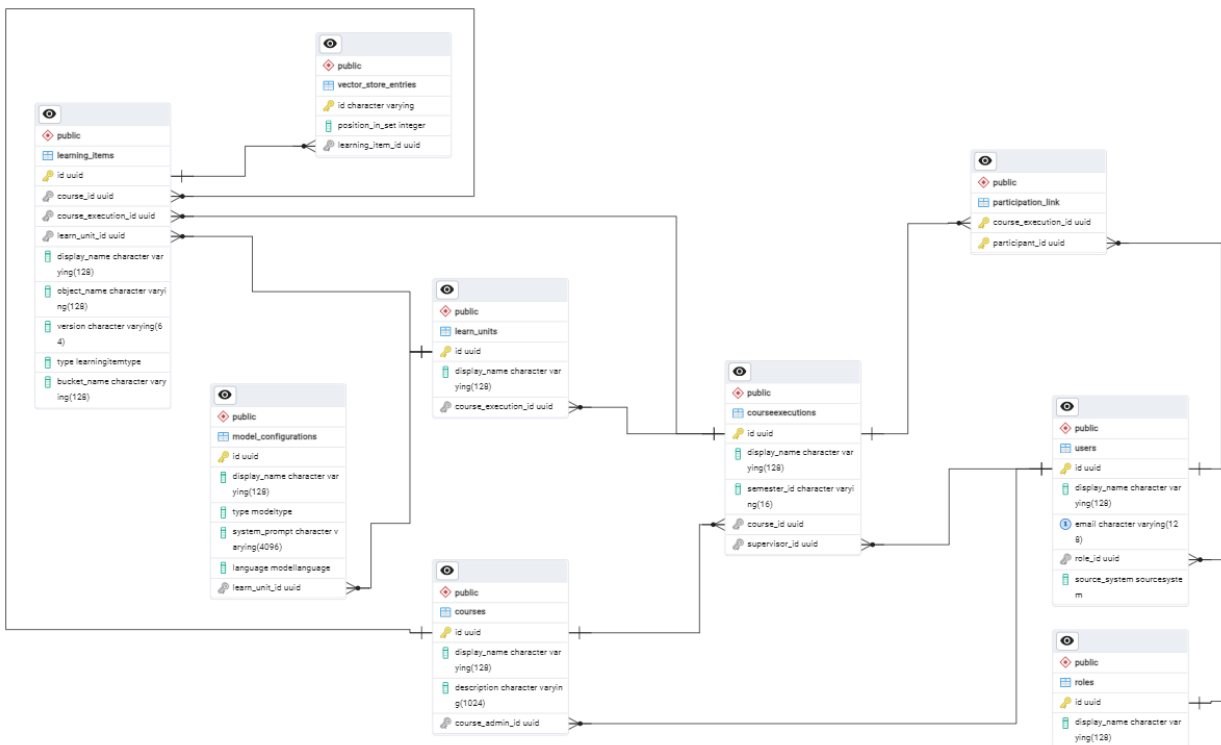 public
vector_store_entries
id character varying
position_in_set integer
learning_item_id uuid
public
learning_items
id uuid
course_id uuid
course_execution_id uuid
learn_unit_id uuid
display_name character var
ying(128)
object_name character varyi
ng(128)
version character varying(6
4)
type learningitemtype
bucket_name character vary
ing(128)
public
participation_link
course_execution_id uuid
participant_id uuid
public
learn_units
id uuid
display_name character var
ying(128)
course_execution_id uuid
public
model_configurations
id uuid
display_name character var
ying(128)
type modeltype
system_prompt character v
arying(4096)
language modellanguage
learn_unit_id uuid
public
courseexecutions
id uuid
display_name character var
ying(128)
semester_id character varyi
ng(16)
course_id uuid
supervisor_id uuid
public
users
id uuid
display_name character var
ying(128)
email character varying(12
8)
role_id uuid
source_system sourcesyste
m
public
courses
id uuid
display_name character var
ying(128)
description character varyin
g(1024)
course_admin_id uuid
public
roles
id uuid
display_name character var
ying(128)